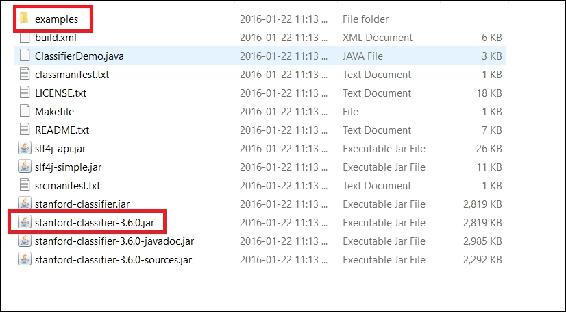 examples 2016-01-22 11:13 ... File folder
build.xml 2016-01-22 11:13 ... XML Document 6 KB
ClassifierDemo.java 2016-01-22 11:13 ... JAVA File 3 KB
classmanifest.txt 2016-01-22 11:13 ... Text Document 1 KB
LICENSE.txt 2016-01-22 11:13 ... Text Document 18 KB
Makefile 2016-01-22 11:13 ... File 1 KB
README.txt 2016-01-22 11:13 ... Text Document 7 KB
slf4j-api.jar 2016-01-22 11:13 ... Executable Jar File 26 KB
slf4j-simple.jar 2016-01-22 11:13 ... Executable Jar File 11 KB
srcmanifest.txt 2016-01-22 11:13 ... Text Document 1 KB
stanford-classifier.jar 2016-01-22 11:13 ... Executable Jar File 2,819 KB
stanford-classifier-3.6.0.jar 2016-01-22 11:13 ... Executable Jar File 2,819 KB
stanford-classifier-3.6.0-javadoc.jar 2016-01-22 11:13 ... Executable Jar File 2,985 KB
stanford-classifier-3.6.0-sources.jar 2016-01-22 11:13 ... Executable Jar File 2,292 KB